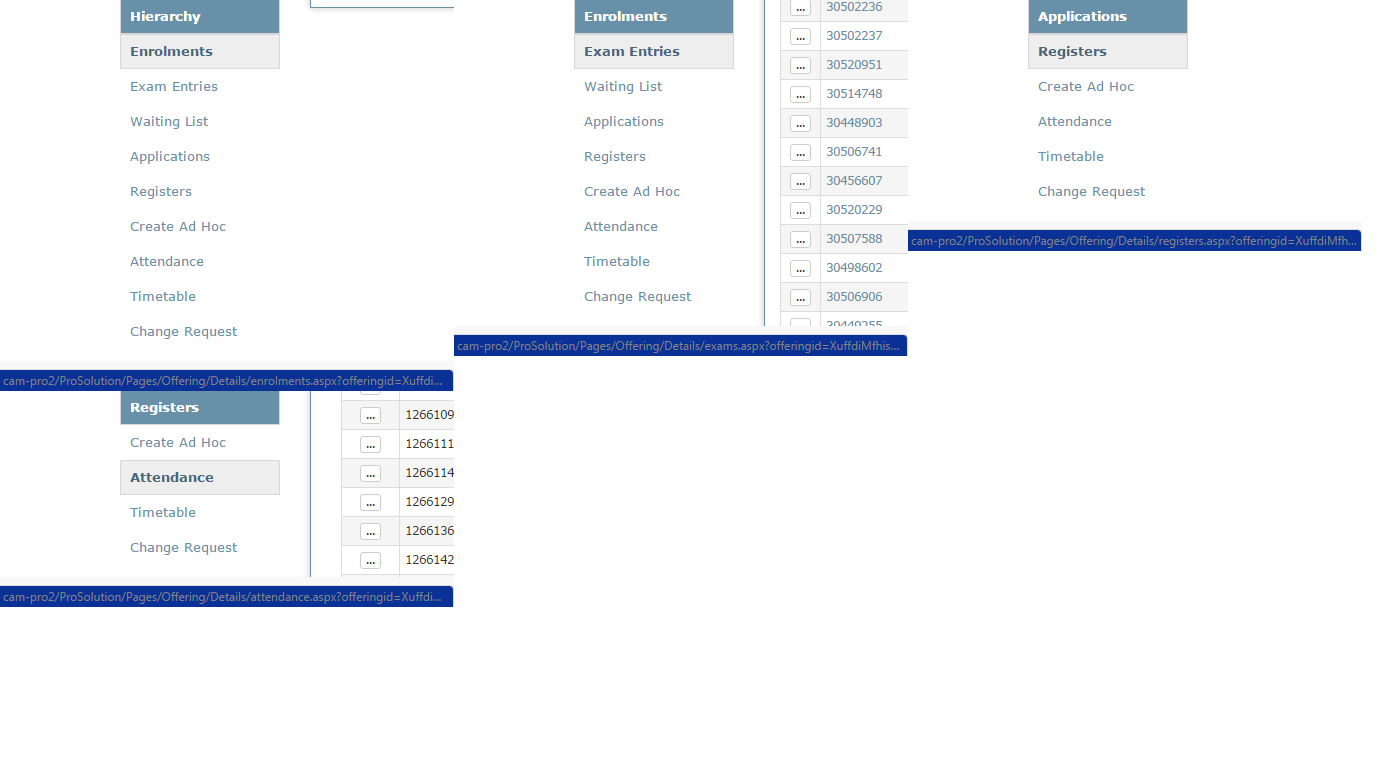 Hierarchy
Enrolments
Exam Entries
Waiting List
Applications
Registers
Create Ad Hoc
Attendance
Timetable
Change Request
cam-pro2/ProSolution/Pages/Offering/Details/enrolments.aspx?offeringid=Xuffdi...
Enrolments
Exam Entries
Waiting List
Applications
Registers
Create Ad Hoc
Attendance
Timetable
Change Request
... 30502236
... 30502237
... 30520951
... 30514748
... 30448903
... 30506741
... 30456607
... 30520229
... 30507588
... 30498602
... 30506906
30449255
cam-pro2/ProSolution/Pages/Offering/Details/exams.aspx?offeringid=XuffdiMfhis...
Applications
Registers
Create Ad Hoc
Attendance
Timetable
Change Request
cam-pro2/ProSolution/Pages/Offering/Details/registers.aspx?offeringid=XuffdiMfh...
Registers
Create Ad Hoc
Attendance
Timetable
Change Request
... 1266109
... 1266111
... 1266114
... 1266129
... 1266136
... 1266142
cam-pro2/ProSolution/Pages/Offering/Details/attendance.aspx?offeringid=Xuffdi...